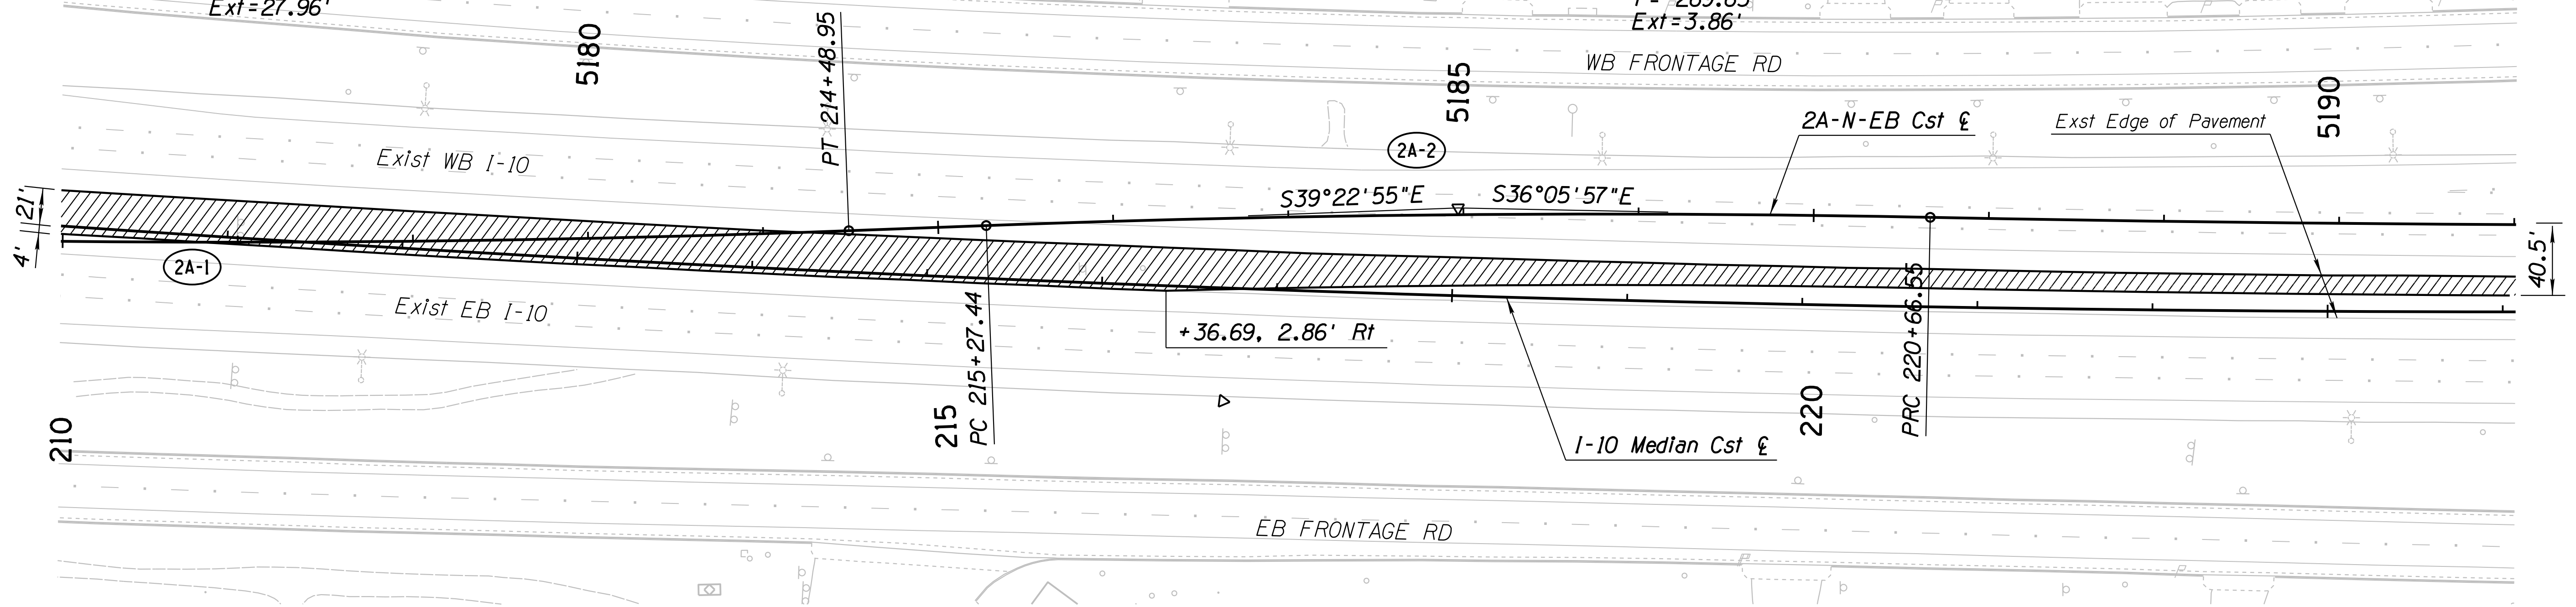 Ext=27.96'
Ext=3.86'
5180
PT 214+48.95
WB FRONTAGE RD
5185
5190
2A-2
2A-N-EB Cst ℄
Exst Edge of Pavement
Exist WB I-10
S39°22'55"E
S36°05'57"E
21'
4'
2A-1
40.5'
Exist EB I-10
+36.69, 2.86' Rt
PC 215+27.44
PRC 220+66.55
210
215
220
I-10 Median Cst ℄
EB FRONTAGE RD